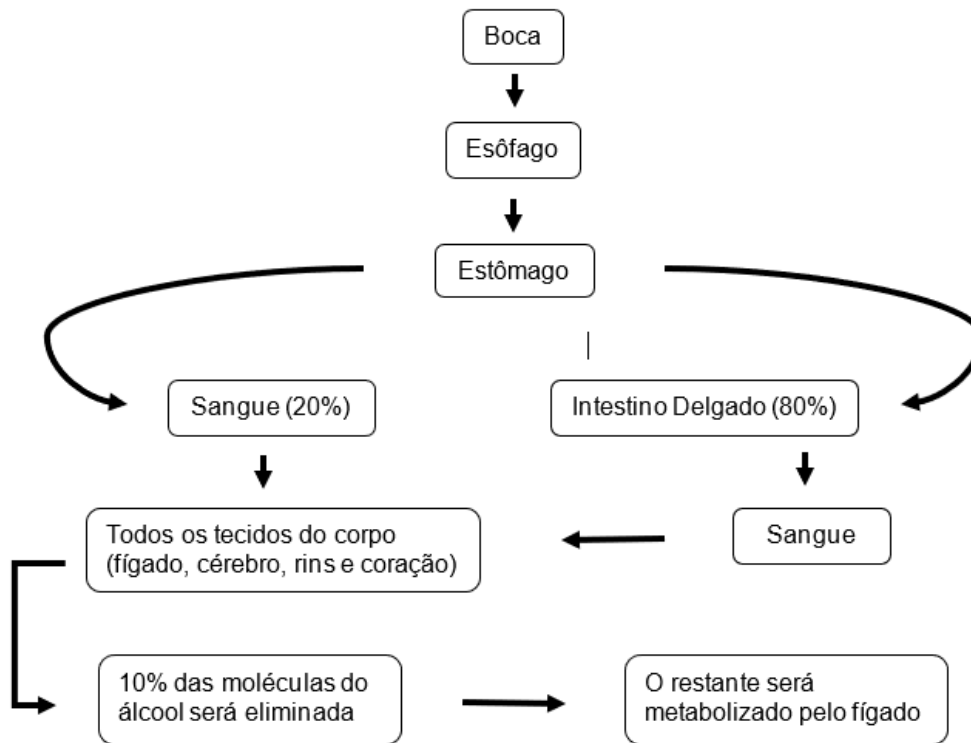 Boca
Esôfago
Estômago
Sangue (20%)
Intestino Delgado (80%)
Todos os tecidos do corpo
(fígado, cérebro, rins e coração)
Sangue
10% das moléculas do
álcool será eliminada
O restante será
metabolizado pelo fígado